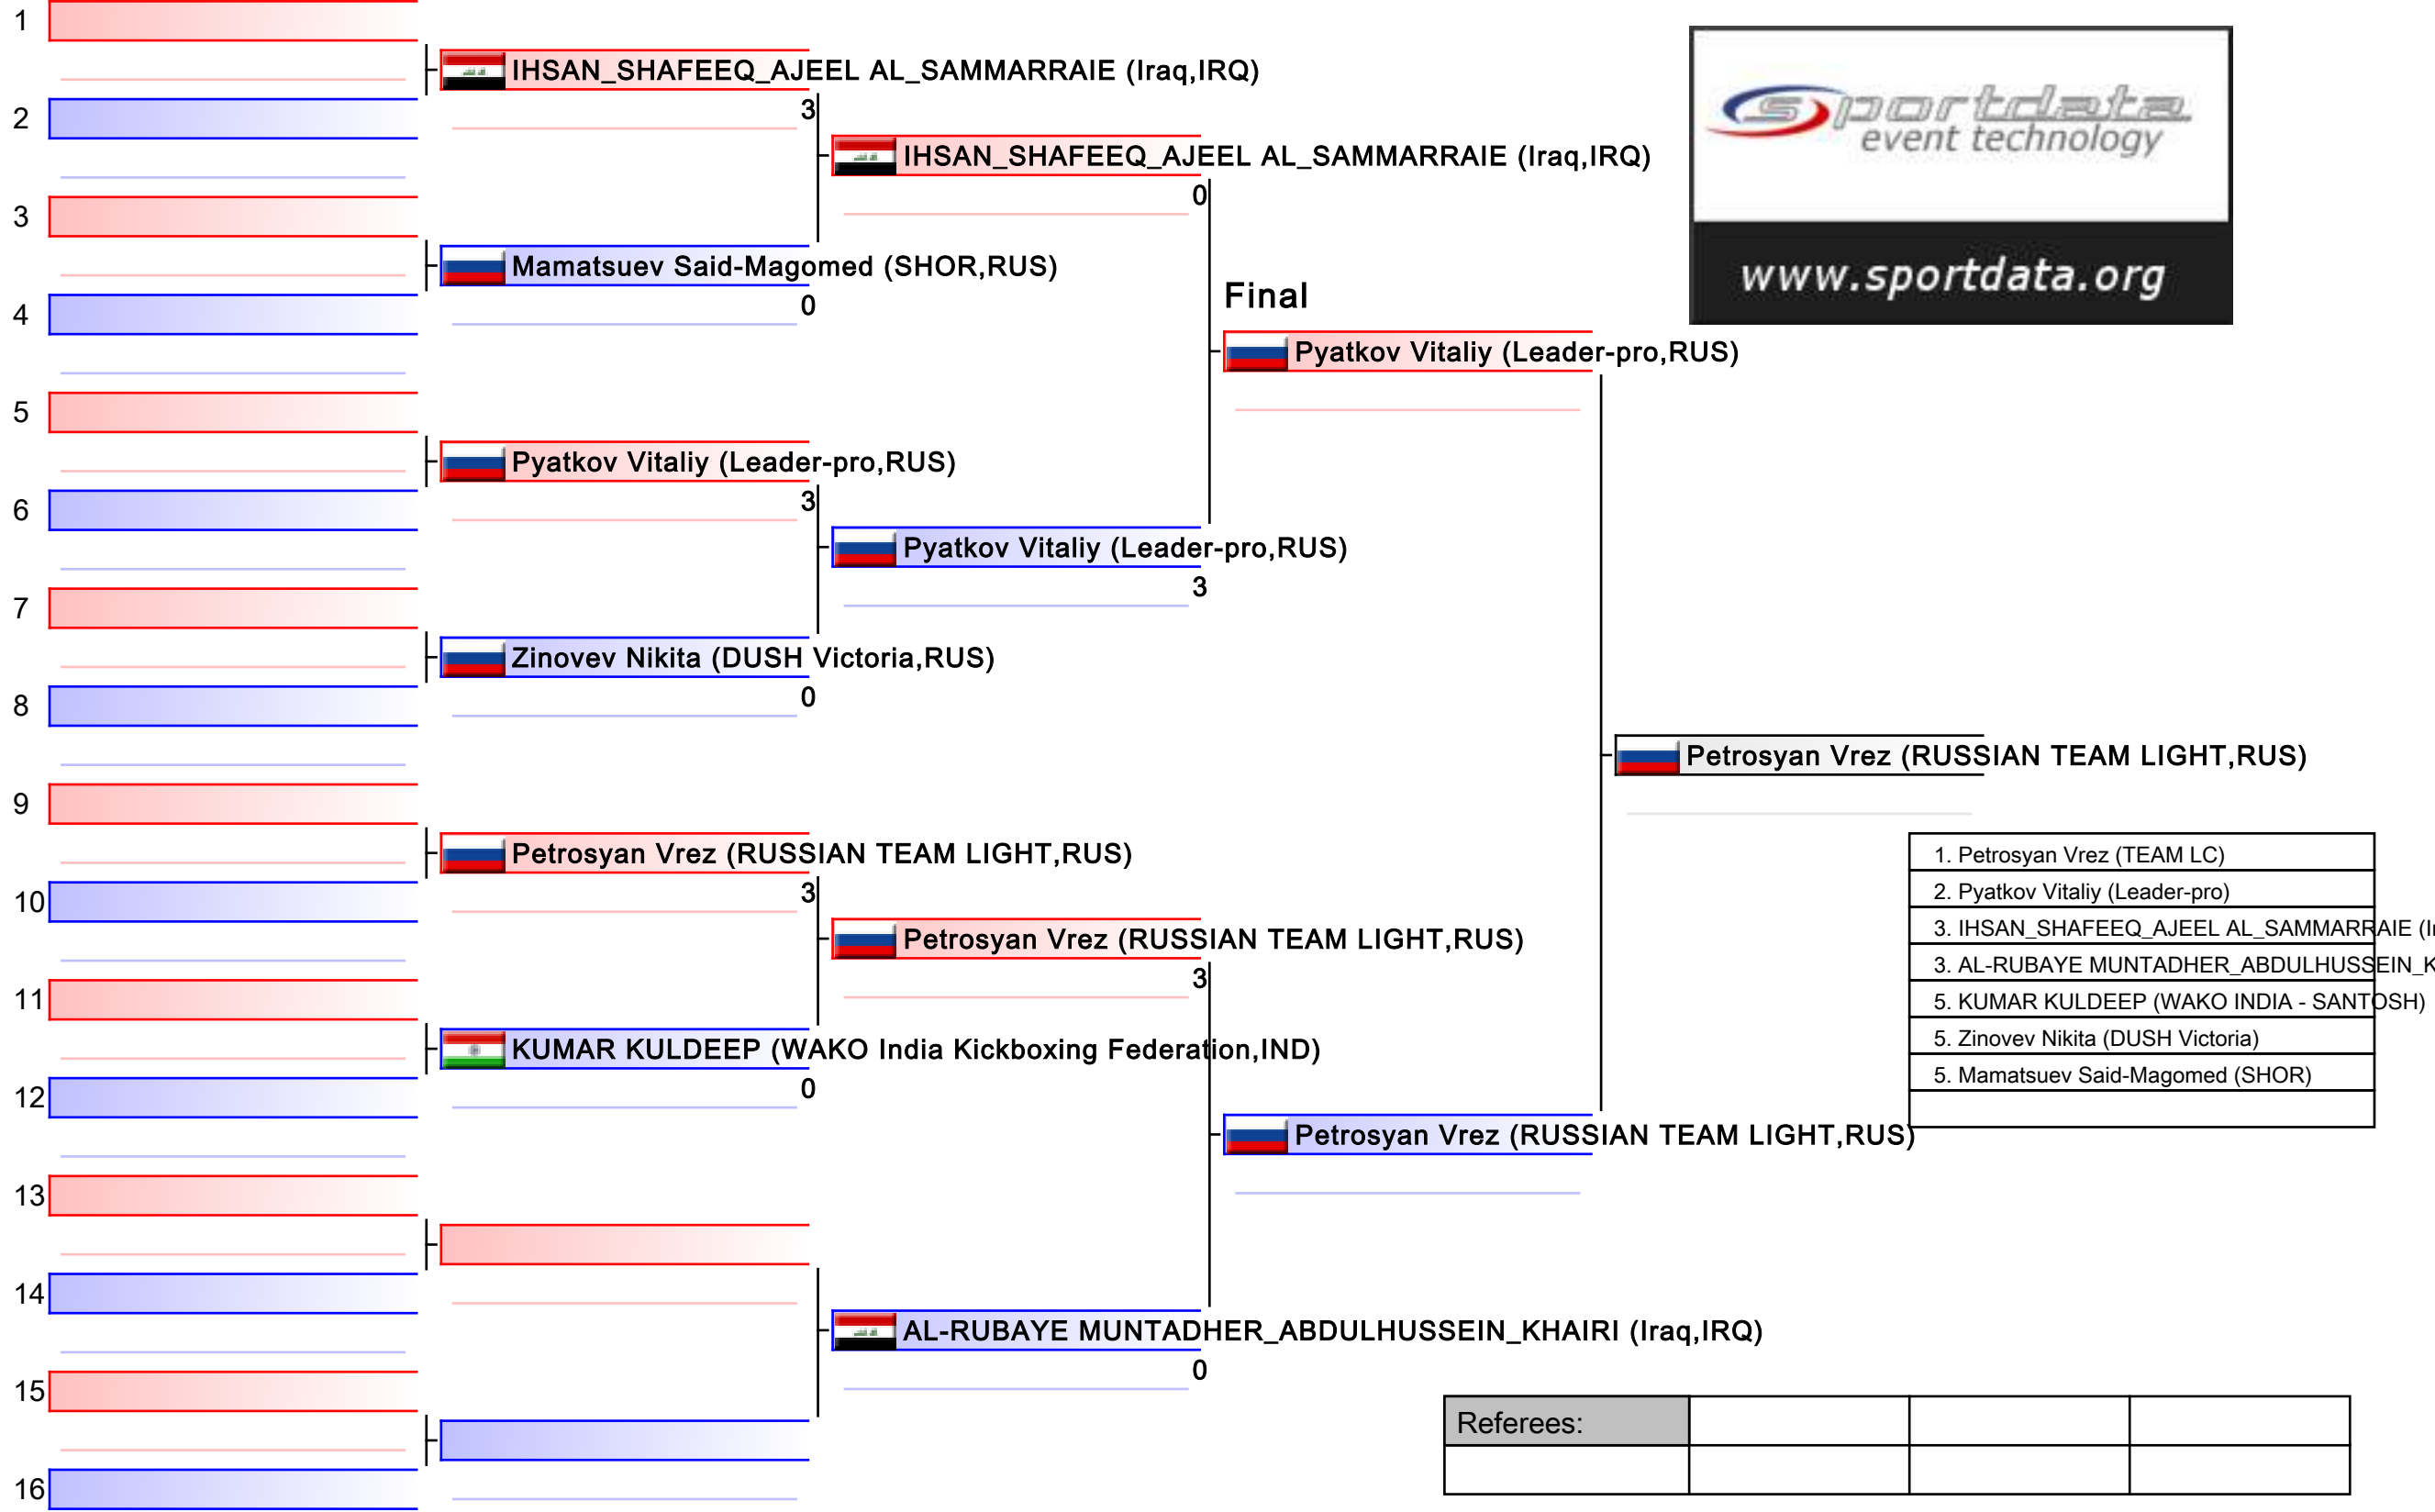 1
IHSAN_SHAFEEQ_AJEEL AL_SAMMARRAIE (Iraq,IRQ)
3
2
IHSAN_SHAFEEQ_AJEEL AL_SAMMARRAIE (Iraq,IRQ)
0
sportdata
event technology
www.sportdata.org
3
Mamatsuev Said-Magomed (SHOR,RUS)
0
4
Final
Pyatkov Vitaliy (Leader-pro,RUS)
5
Pyatkov Vitaliy (Leader-pro,RUS)
3
6
Pyatkov Vitaliy (Leader-pro,RUS)
3
7
Zinovev Nikita (DUSH Victoria,RUS)
0
8
Petrosyan Vrez (RUSSIAN TEAM LIGHT,RUS)
9
Petrosyan Vrez (RUSSIAN TEAM LIGHT,RUS)
3
10
Petrosyan Vrez (RUSSIAN TEAM LIGHT,RUS)
3
11
KUMAR KULDEEP (WAKO India Kickboxing Federation,IND)
0
12
Petrosyan Vrez (RUSSIAN TEAM LIGHT,RUS)
1. Petrosyan Vrez (TEAM LC)
2. Pyatkov Vitaliy (Leader-pro)
3. IHSAN_SHAFEEQ_AJEEL AL_SAMMARRAIE (I
3. AL-RUBAYE MUNTADHER_ABDULHUSSEIN_K
5. KUMAR KULDEEP (WAKO INDIA - SANTOSH)
5. Zinovev Nikita (DUSH Victoria)
5. Mamatsuev Said-Magomed (SHOR)
13
14
AL-RUBAYE MUNTADHER_ABDULHUSSEIN_KHAIRI (Iraq,IRQ)
0
15
16
Referees: